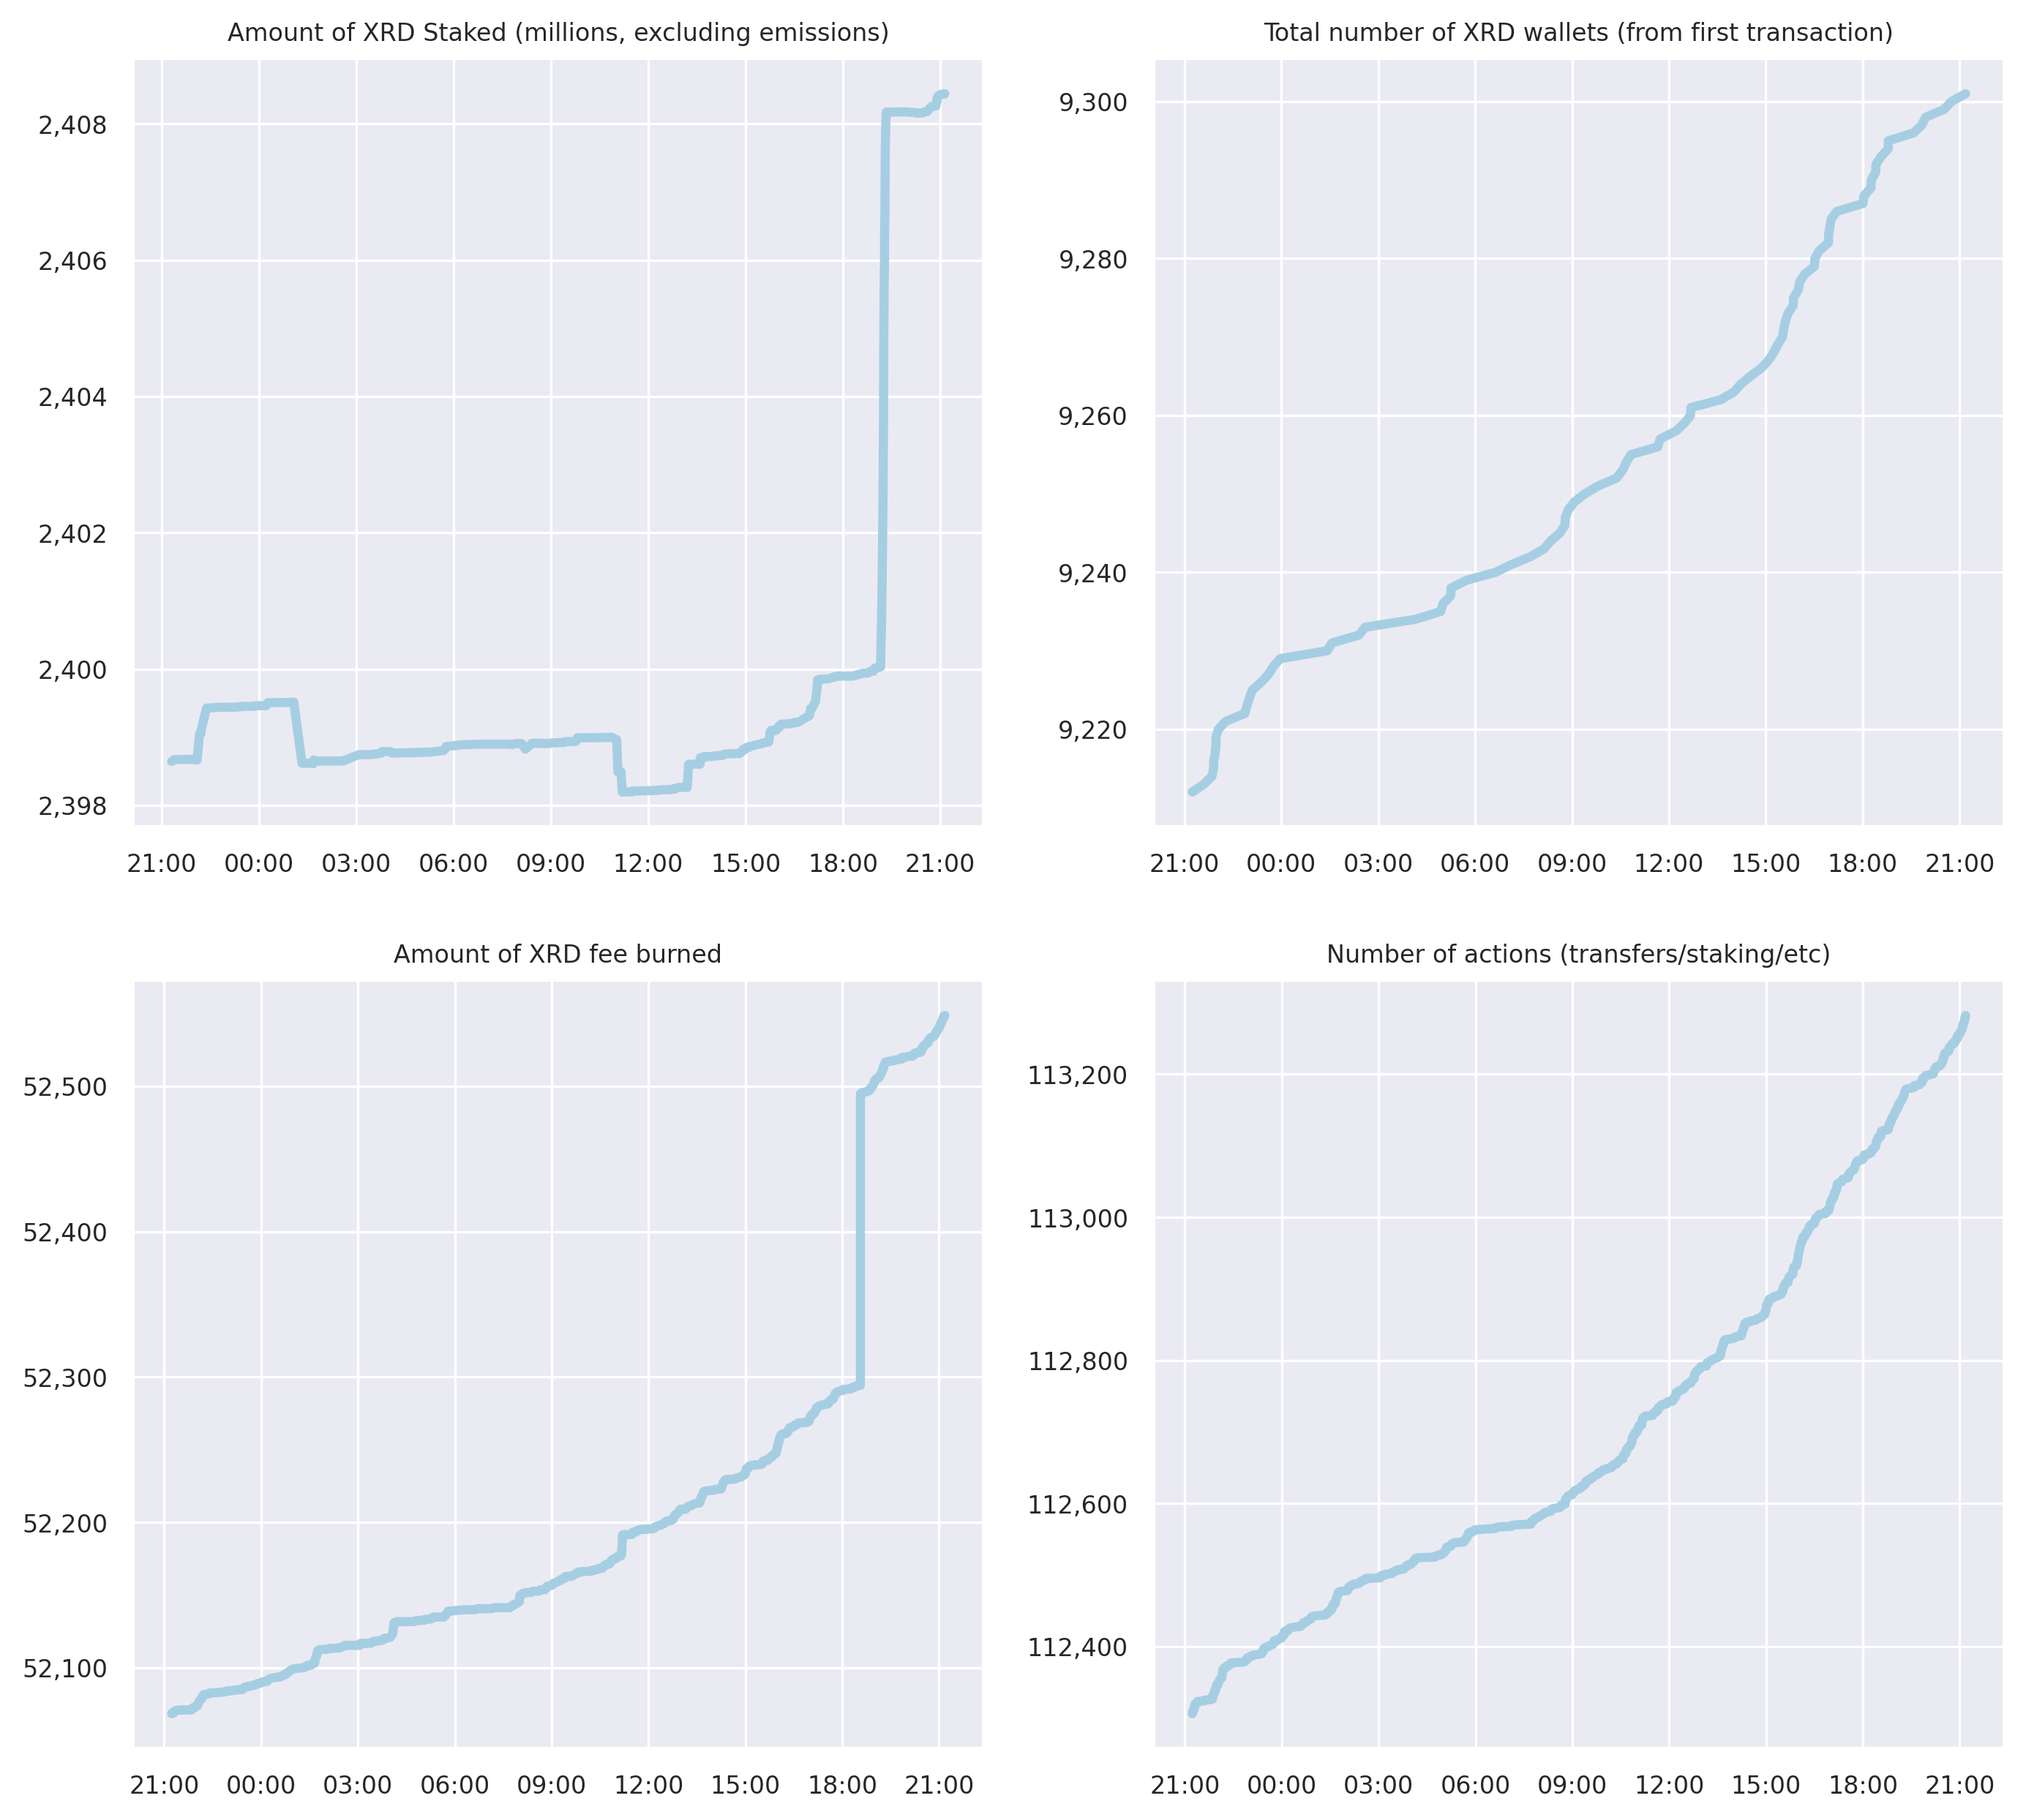 Amount of XRD Staked (millions, excluding emissions)
2,408
2,406
2,404
2,402
2,400
2,398
21:00 00:00 03:00 06:00 09:00 12:00 15:00 18:00 21:00
Total number of XRD wallets (from first transaction)
9,300
9,280
9,260
9,240
9,220
21:00 00:00 03:00 06:00 09:00 12:00 15:00 18:00 21:00
Amount of XRD fee burned
52,500
52,400
52,300
52,200
52,100
21:00 00:00 03:00 06:00 09:00 12:00 15:00 18:00 21:00
Number of actions (transfers/staking/etc)
113,200
113,000
112,800
112,600
112,400
21:00 00:00 03:00 06:00 09:00 12:00 15:00 18:00 21:00